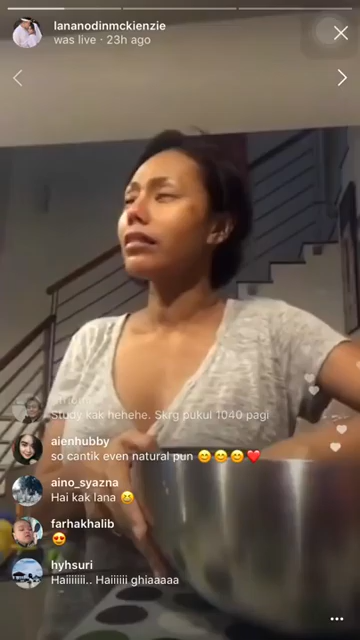 lananodinmckienzie
was live · 23h ago
Study kak hehehe. Skrg pukul 1040 pagi
aienhubby
so cantik even natural pun 😊😊😊❤️
aino_syazna
Hai kak lana 😁
farhakhalib
😍
hyhsuri
Haiiiiiii.. Haiiiiii ghiaaaaa